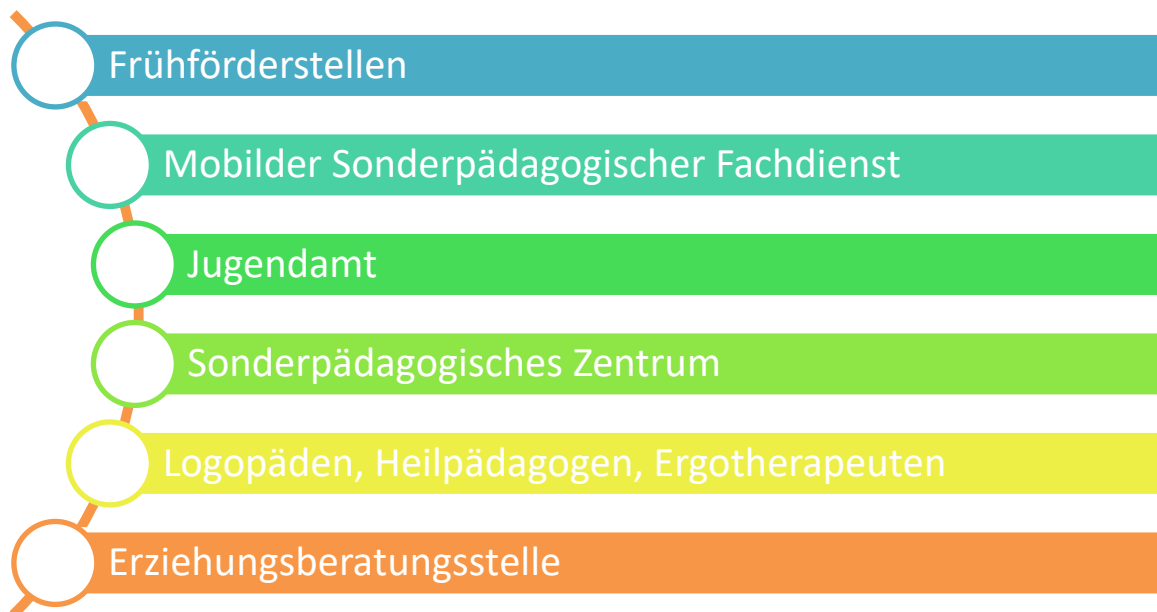 Frühförderstellen
Mobilder Sonderpädagogischer Fachdienst
Jugendamt
Sonderpädagogisches Zentrum
Logopäden, Heilpädagogen, Ergotherapeuten
Erziehungsberatungsstelle